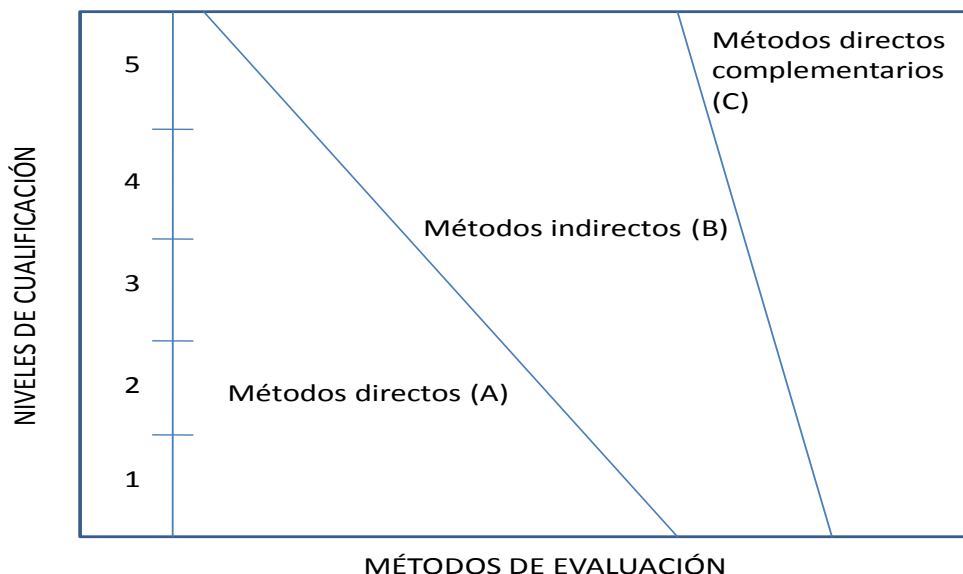 Métodos directos
complementarios
(C)
5
4
Métodos indirectos (B)
3
2
Métodos directos (A)
1
NIVELES DE CUALIFICACIÓN
MÉTODOS DE EVALUACIÓN